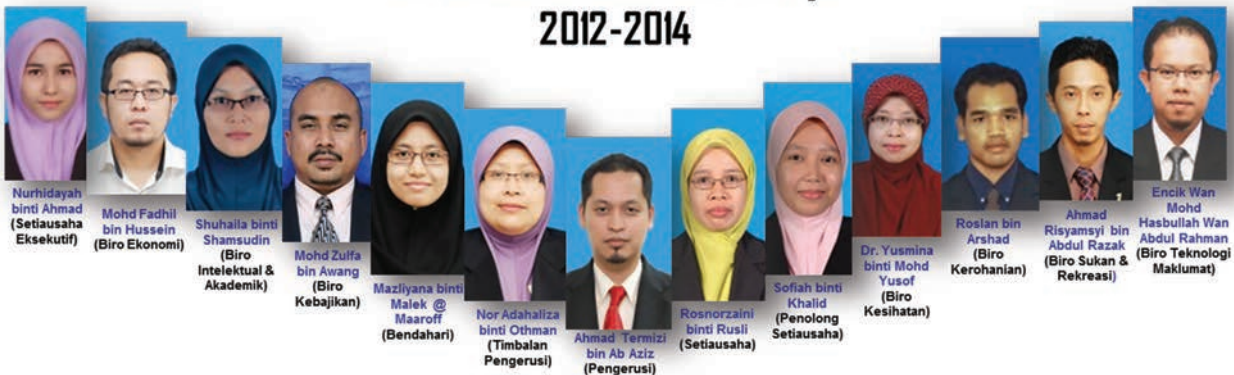 2012-2014
Nurhidayah
binti Ahmad
(Setiausaha
Eksekutif)
Mohd Fadhil
bin Hussein
(Biro Ekonomi)
Shuhaila binti
Shamsudin
(Biro
Intelektual &
Akademik)
Mohd Zulfa
bin Awang
(Biro
Kebajikan)
Mazliyana binti
Malek @
Maaroff
(Bendahari)
Nor Adahaliza
binti Othman
(Timbalan
Pengerusi)
Ahmad Termizi
bin Ab Aziz
(Pengerusi)
Rosnorzaini
binti Rusli
(Setiausaha)
Sofiah binti
Khalid
(Penolong
Setiausaha)
Dr. Yusmina
binti Mohd
Yusof
(Biro
Kesihatan)
Roslan bin
Arshad
(Biro
Kerohanian)
Ahmad
Risyamsyi bin
Abdul Razak
(Biro Sukan &
Rekreasi)
Encik Wan
Mohd
Hasbullah Wan
Abdul Rahman
(Biro Teknologi
Maklumat)